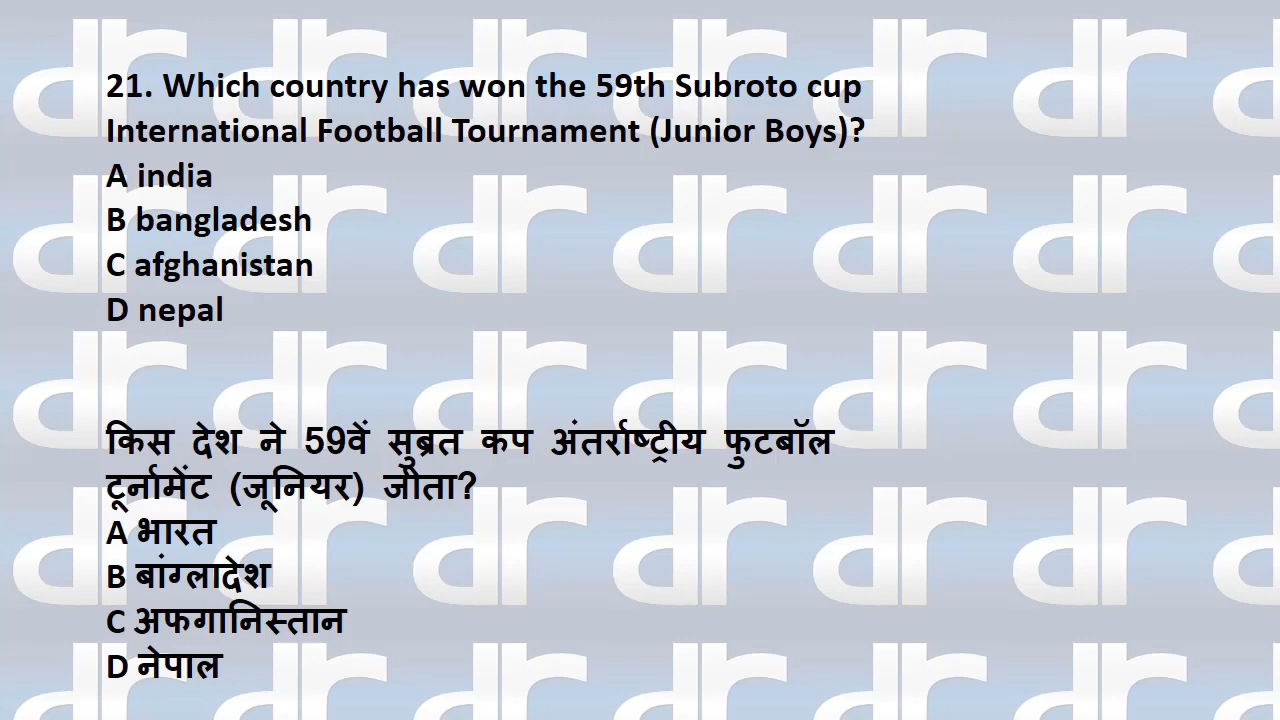 21. Which country has won the 59th Subroto cup
International Football Tournament (Junior Boys)?
A india
B bangladesh
C afghanistan
D nepal
किस देश ने 59वें सुब्रत कप अंतर्राष्ट्रीय फुटबॉल
टूर्नामेंट (जूनियर) जीता?
A भारत
B बांग्लादेश
C अफगानिस्तान
D नेपाल